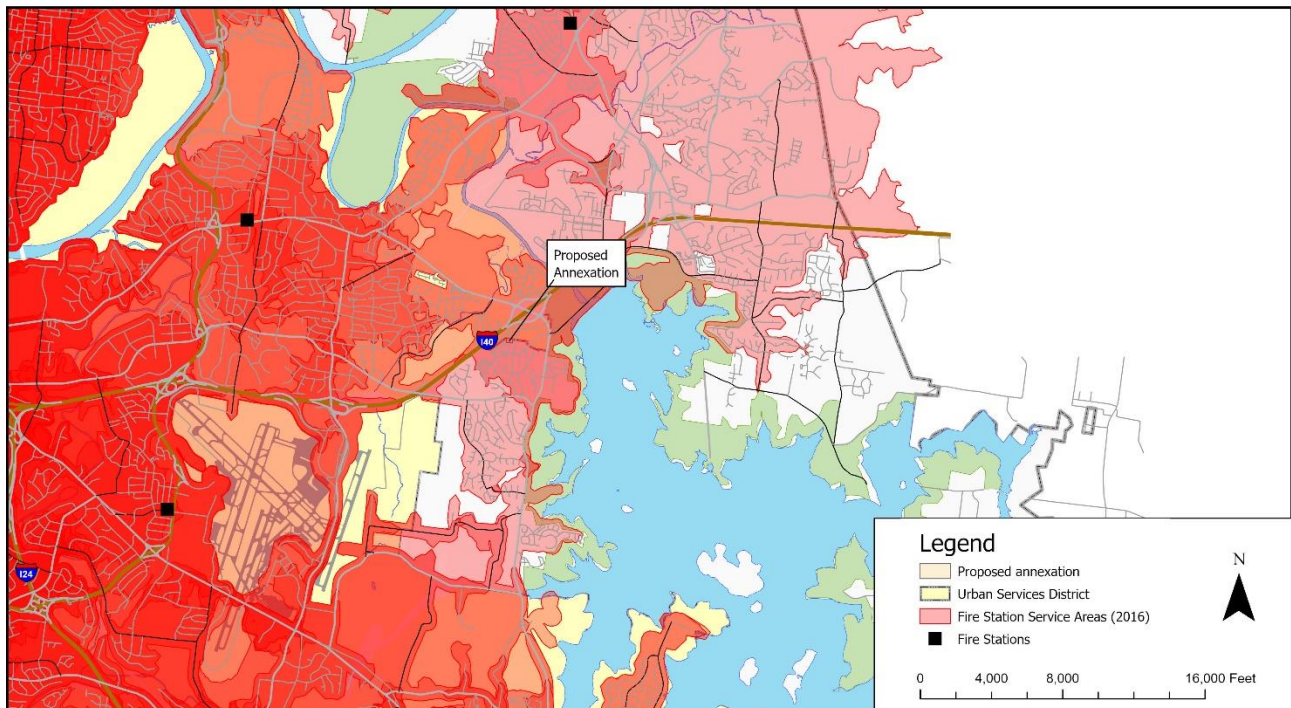 Proposed
Annexation
I40
I24
Legend
Proposed annexation
Urban Services District
Fire Station Service Areas (2016)
Fire Stations
N
0 4,000 8,000 16,000 Feet